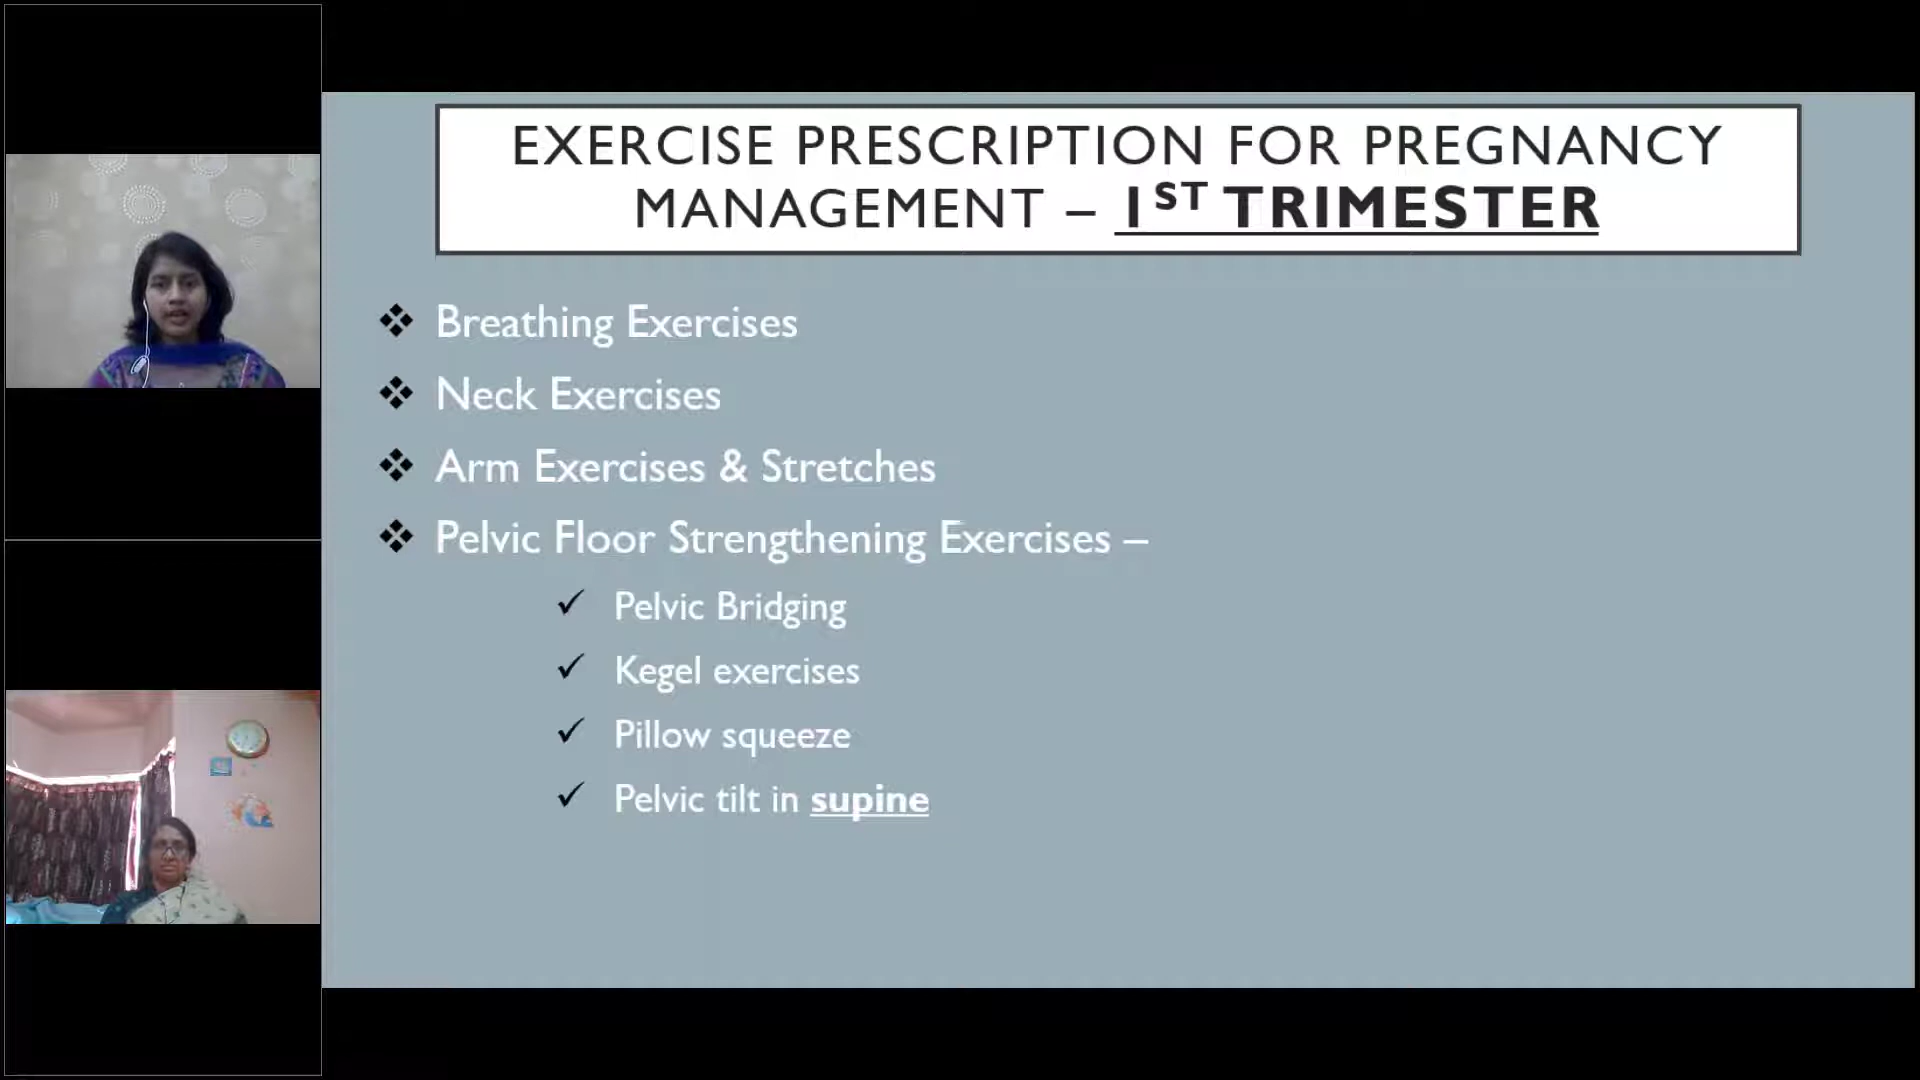 EXERCISE PRESCRIPTION FOR PREGNANCY
MANAGEMENT – 1ST TRIMESTER
Breathing Exercises
Neck Exercises
Arm Exercises & Stretches
Pelvic Floor Strengthening Exercises –
Pelvic Bridging
Kegel exercises
Pillow squeeze
Pelvic tilt in supine